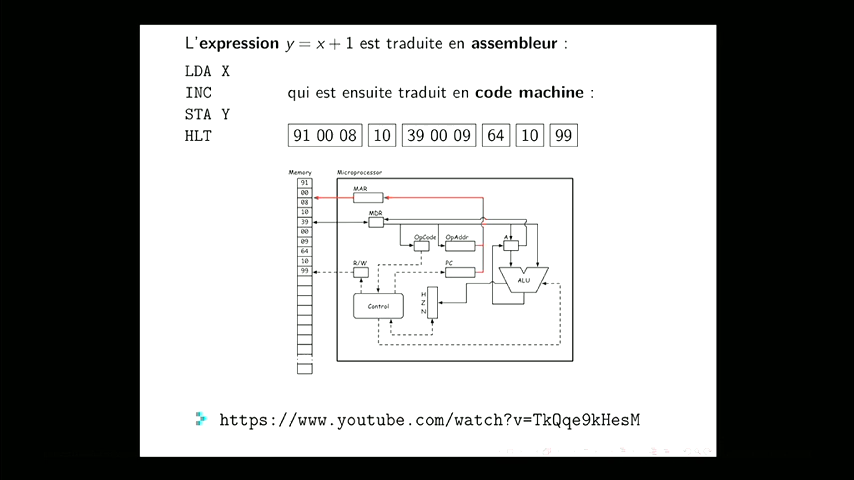 L'expression y = x + 1 est traduite en assembleur :
LDA X
INC
qui est ensuite traduit en code machine :
STA Y
HLT
91 00 08 10 39 00 09 64 10 99
Memory
Microprocessor
91
00
08
10
39
00
09
64
10
99
MAR
MDR
OpCode
OpAddr
A
R/W
PC
ALU
Control
H
Z
N
https://www.youtube.com/watch?v=TkQqe9kHesM